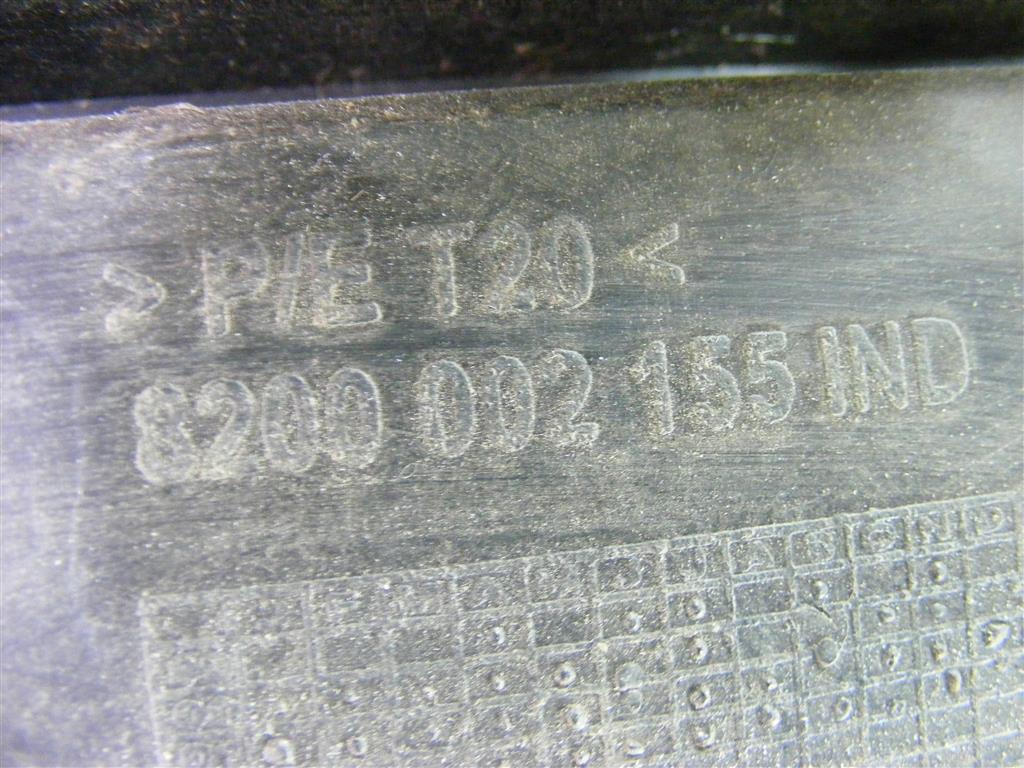 >P/E T20<
8200 002 155 IND
J F M A M J J A S O N D